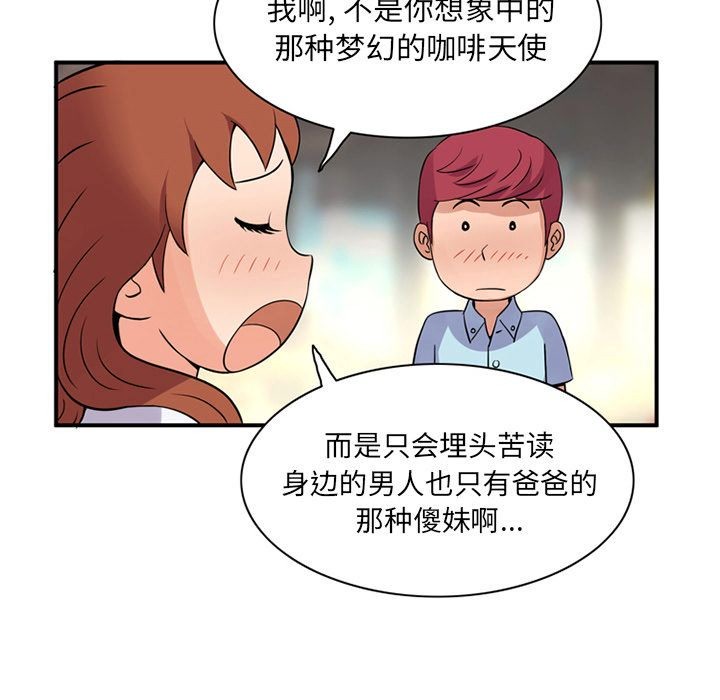 我啊, 不是你想象中的
那种梦幻的咖啡天使
而是只会埋头苦读
身边的男人也只有爸爸的
那种傻妹啊...